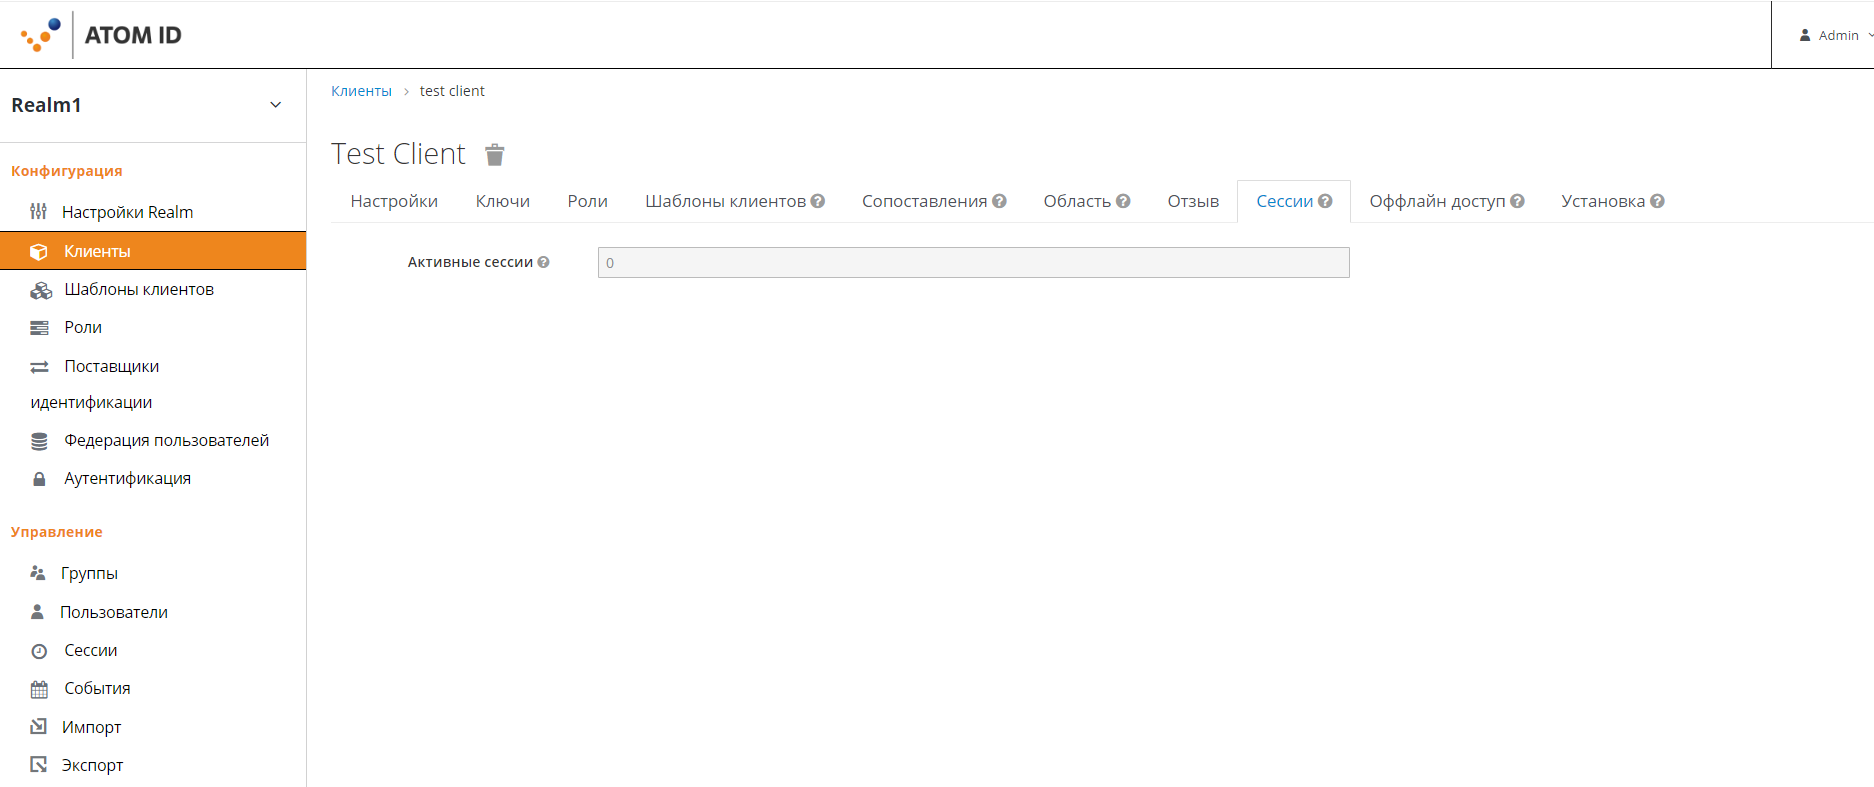 ATOM ID
Admin
Realm1
Клиенты > test client
Test Client
Настройки Ключи Роли Шаблоны клиентов Сопоставления Область Отзыв Сессии Оффлайн доступ Установка
Активные сессии 0
Конфигурация
Настройки Realm
Клиенты
Шаблоны клиентов
Роли
Поставщики
идентификации
Федерация пользователей
Аутентификация
Управление
Группы
Пользователи
Сессии
События
Импорт
Экспорт